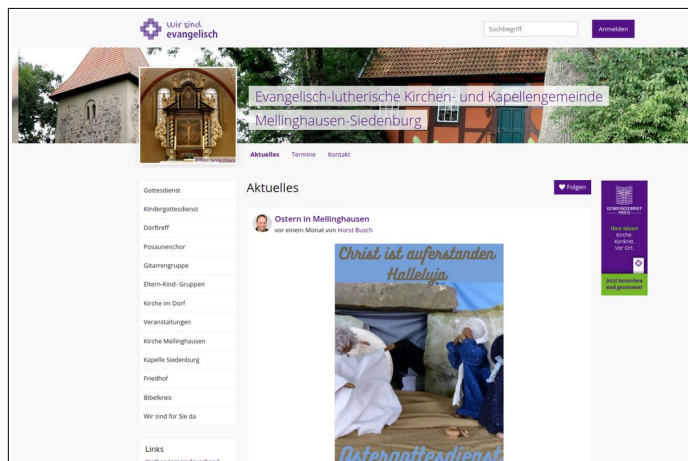 wir sind
evangelisch
Suchbegriff
Anmelden
Evangelisch-lutherische Kirchen- und Kapellengemeinde
Mellinghausen-Siedenburg
Aktuelles Termine Kontakt
Gottesdienst
Kindergottesdienst
Dorftreff
Posaunenchor
Gitarrengruppe
Eltern-Kind- Gruppen
Kirche im Dorf
Veranstaltungen
Kirche Mellinghausen
Kapelle Siedenburg
Friedhof
Bibelkreis
Wir sind für Sie da
Links
Aktuelles
Folgen
Ostern in Mellinghausen
vor einem Monat von Horst Busch
Christ ist auferstanden
Halleluja
Ostergottesdienst
GEMEINDEBRIEF
PREIS
Ihre Ideen
Kirche.
Konkret.
Vor Ort.
Jetzt bewerben
und gewinnen!